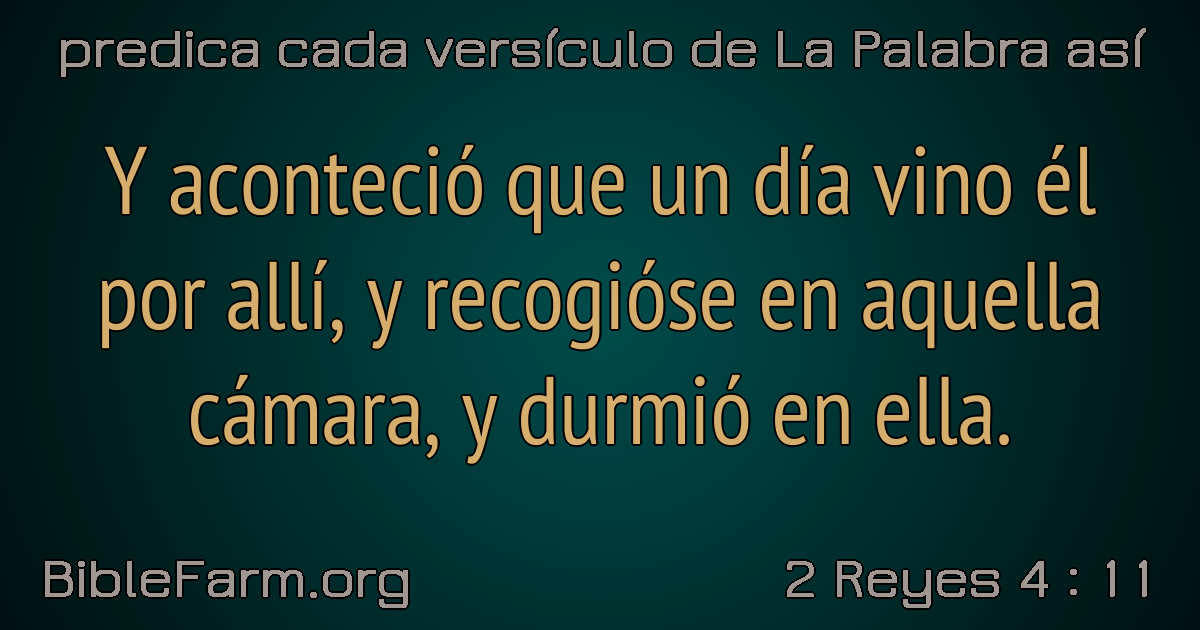 predica cada versículo de La Palabra así
Y aconteció que un día vino él
por allí, y recogióse en aquella
cámara, y durmió en ella.
BibleFarm.org
2 Reyes 4 : 11